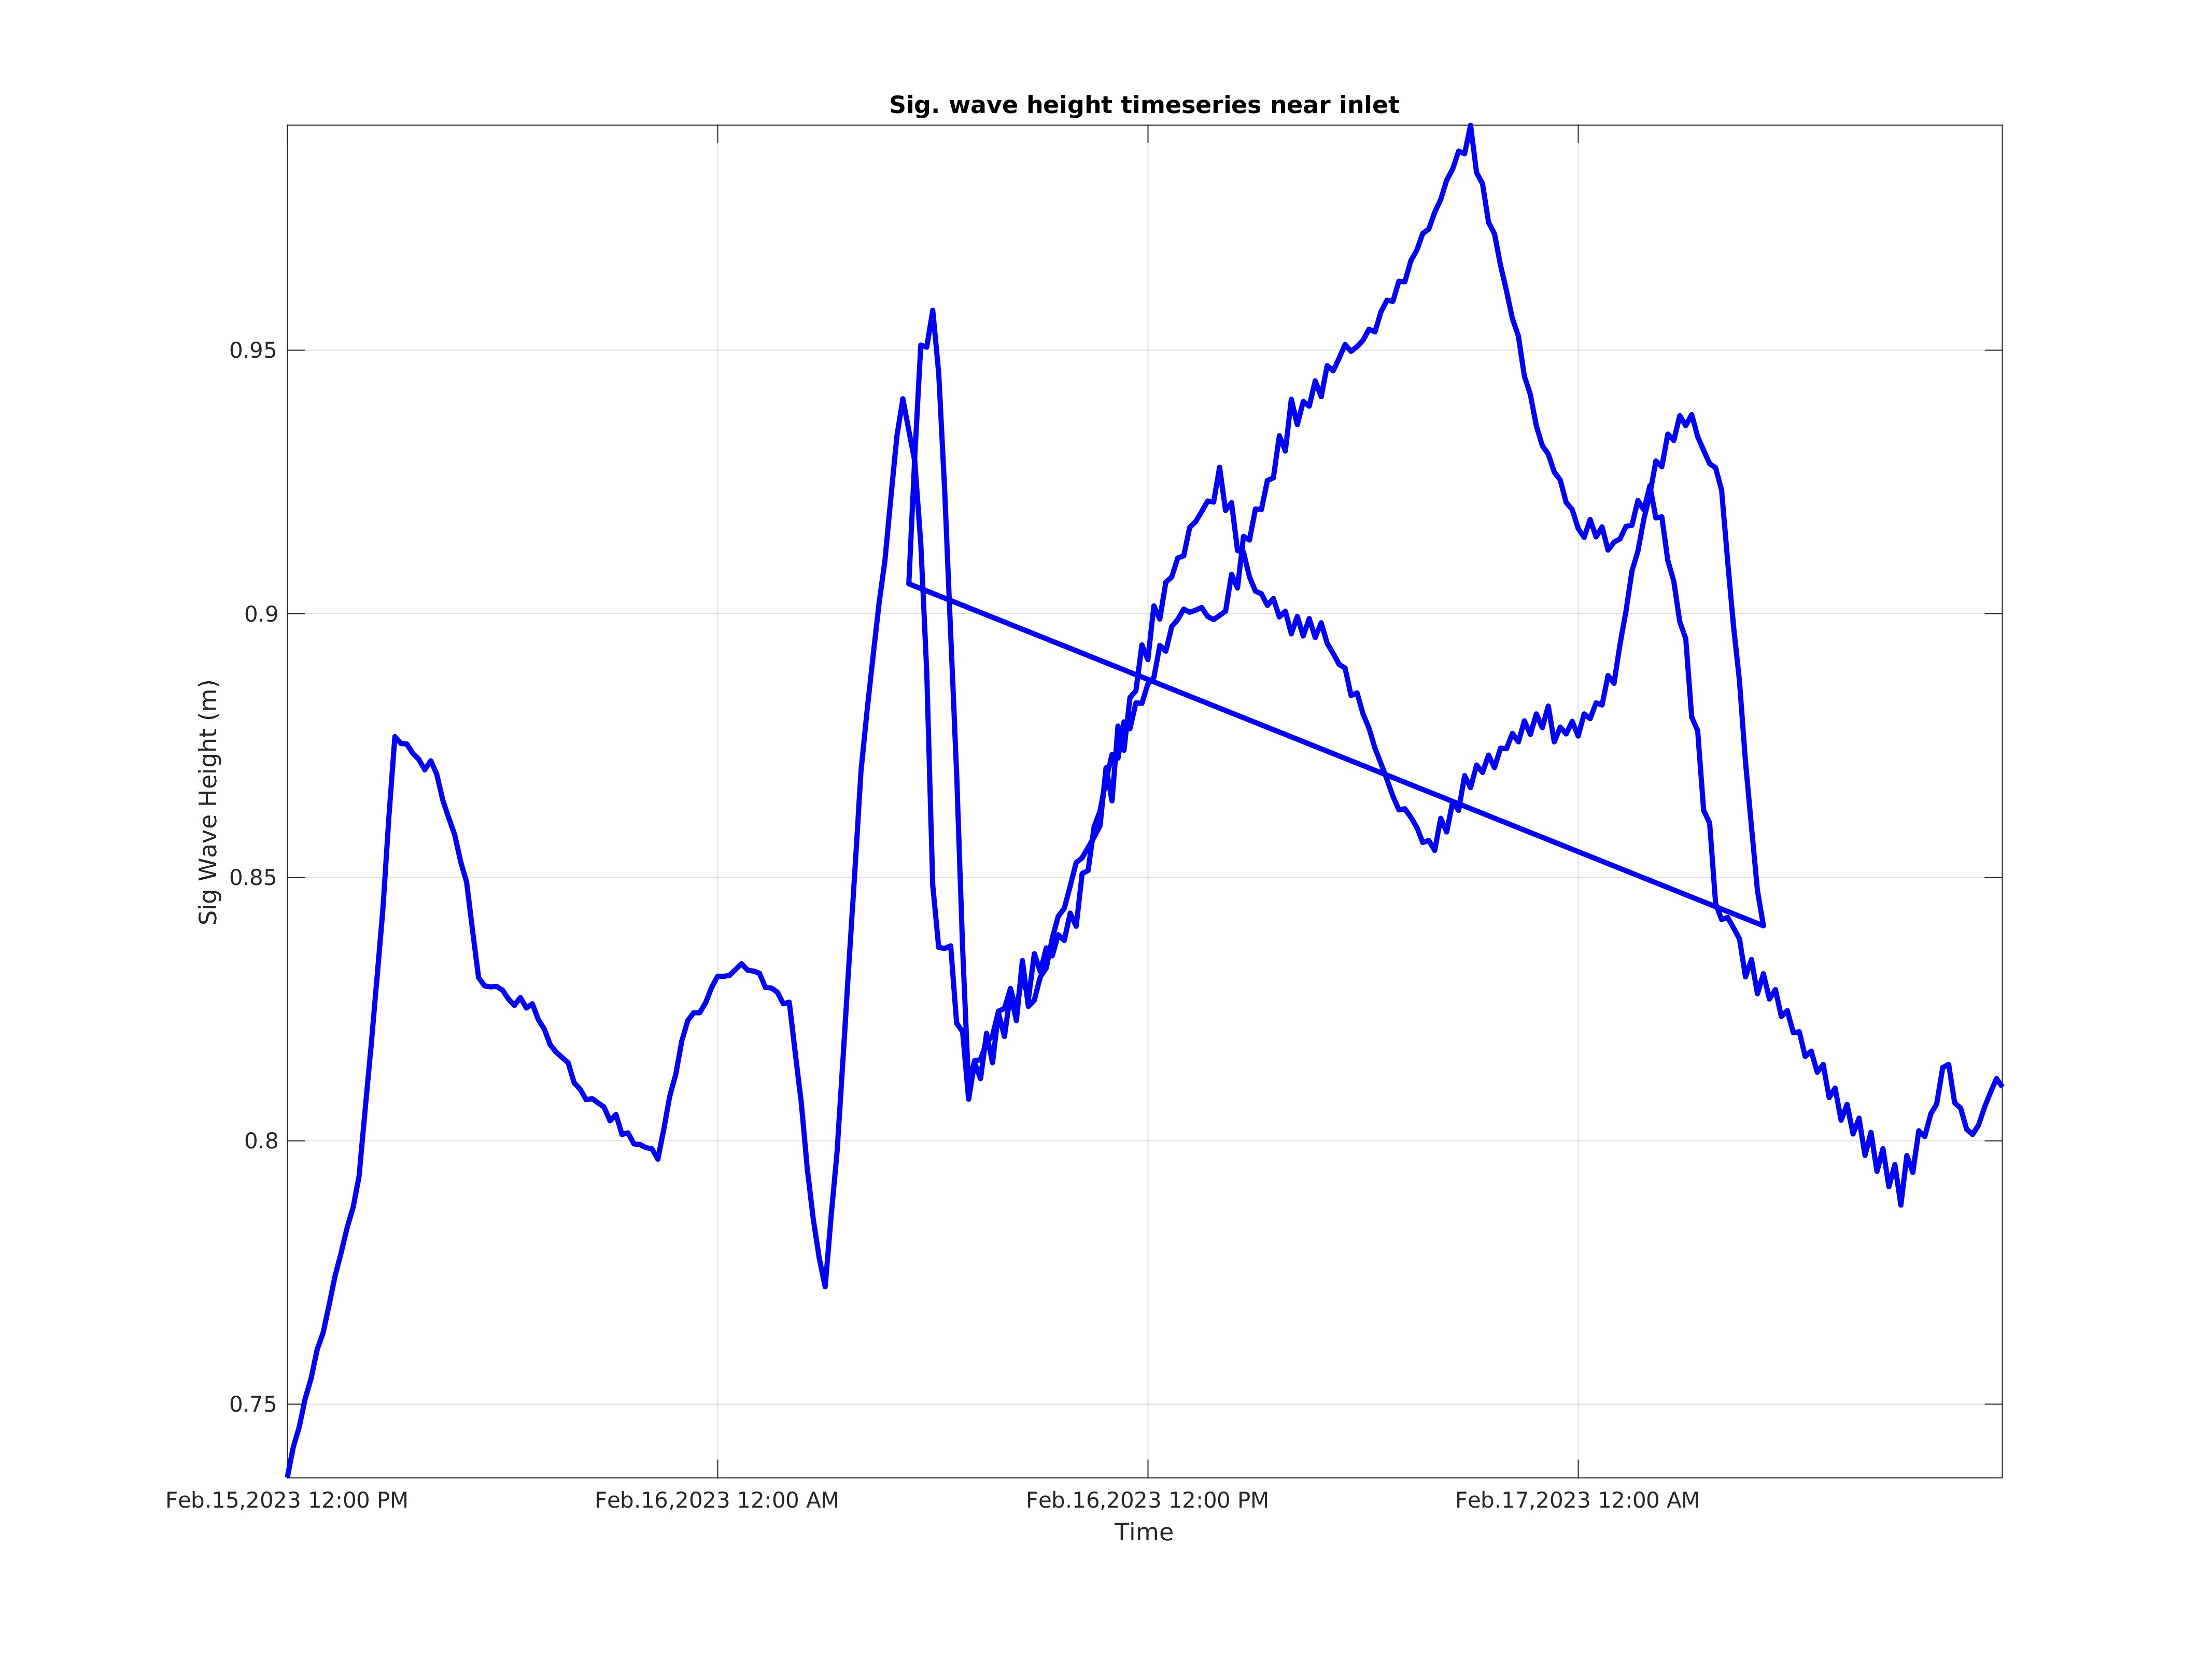 Sig. wave height timeseries near inlet
0.95
0.9
0.85
0.8
0.75
Sig Wave Height (m)
Feb.15,2023 12:00 PM
Feb.16,2023 12:00 AM
Feb.16,2023 12:00 PM
Feb.17,2023 12:00 AM
Time